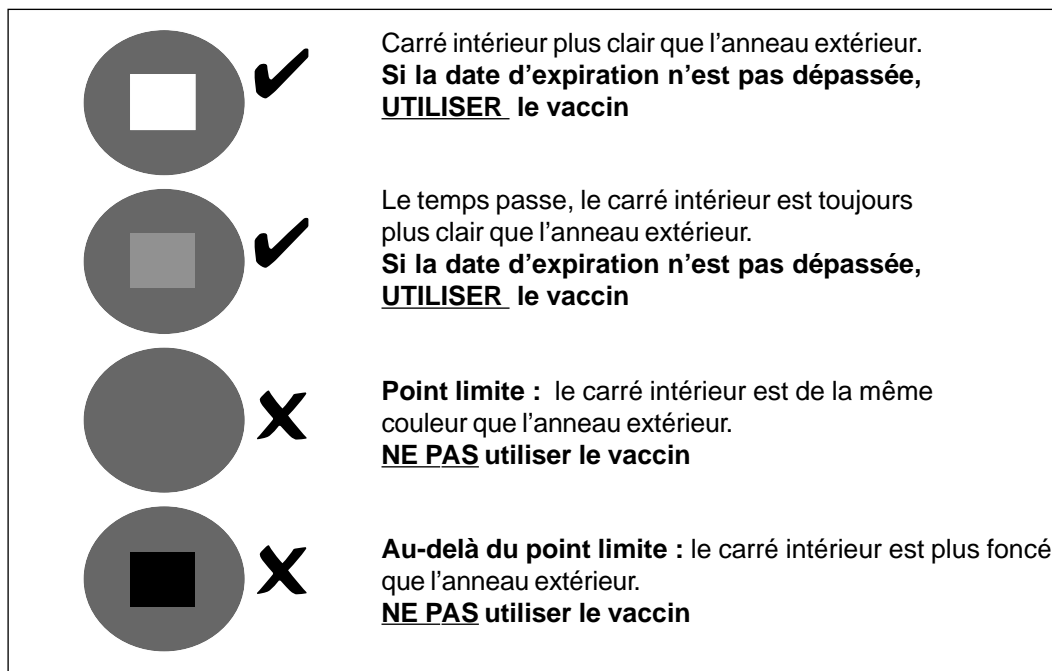 Carré intérieur plus clair que l’anneau extérieur.
Si la date d’expiration n’est pas dépassée,
UTILISER le vaccin
Le temps passe, le carré intérieur est toujours
plus clair que l’anneau extérieur.
Si la date d’expiration n’est pas dépassée,
UTILISER le vaccin
Point limite : le carré intérieur est de la même
couleur que l’anneau extérieur.
NE PAS utiliser le vaccin
Au-delà du point limite : le carré intérieur est plus foncé
que l’anneau extérieur.
NE PAS utiliser le vaccin